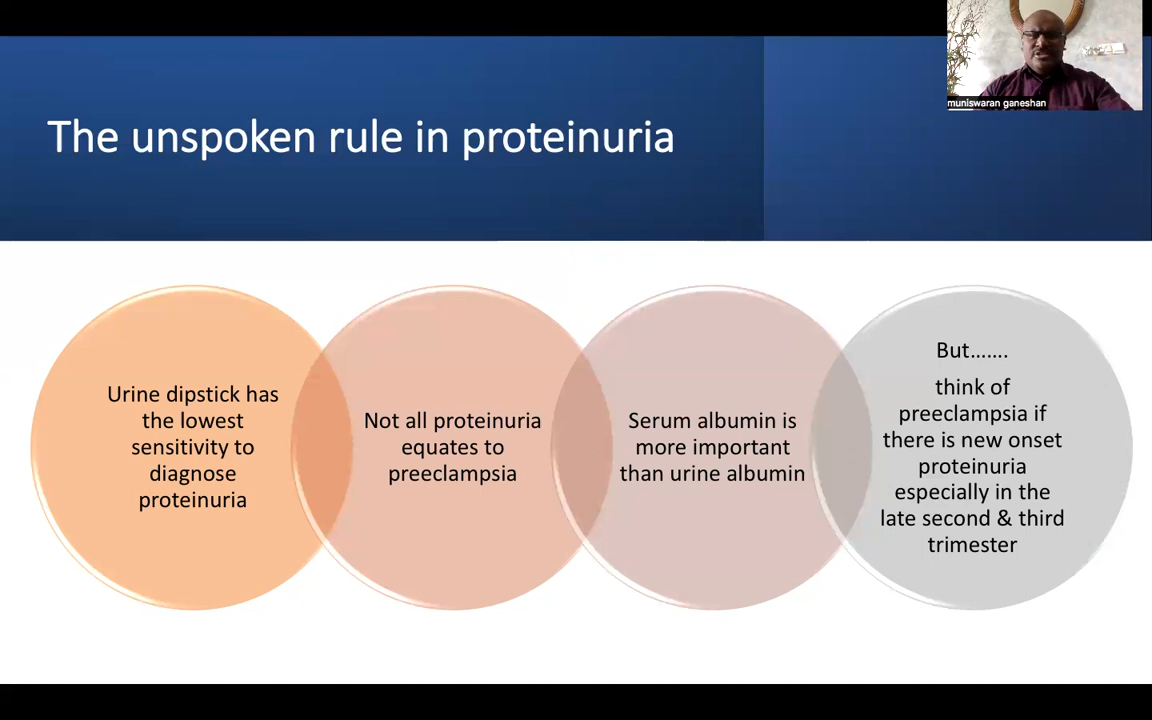 muniswaran ganeshan
The unspoken rule in proteinuria
Urine dipstick has
the lowest
sensitivity to
diagnose
proteinuria
Not all proteinuria
equates to
preeclampsia
Serum albumin is
more important
than urine albumin
But…….
think of
preeclampsia if
there is new onset
proteinuria
especially in the
late second & third
trimester